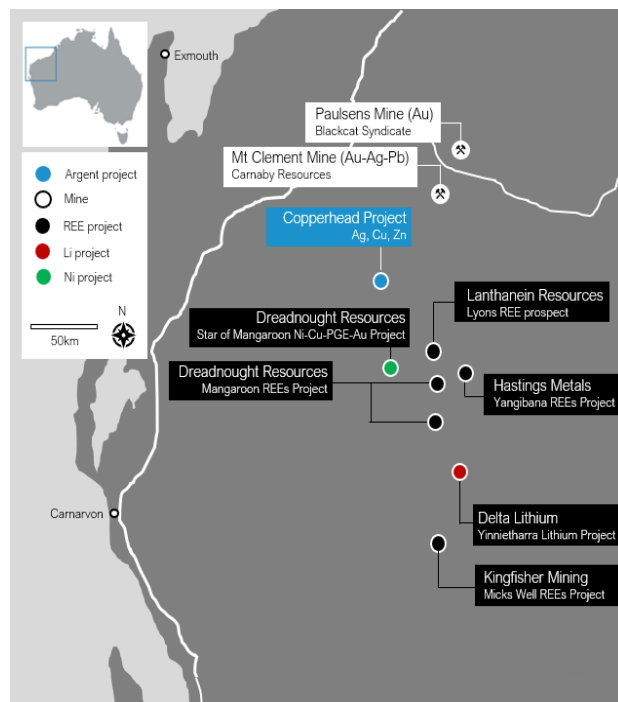 Exmouth
Paulsens Mine (Au)
Blackcat Syndicate
Mt Clement Mine (Au-Ag-Pb)
Carnaby Resources
Argent project
Mine
REE project
Li project
Ni project
N
50km
Copperhead Project
Ag, Cu, Zn
Lanthanein Resources
Lyons REE prospect
Dreadnought Resources
Star of Mangaroon Ni-Cu-PGE-Au Project
Dreadnought Resources
Mangaroon REEs Project
Hastings Metals
Yangibana REEs Project
Carnarvon
Delta Lithium
Yinnietharra Lithium Project
Kingfisher Mining
Micks Well REEs Project